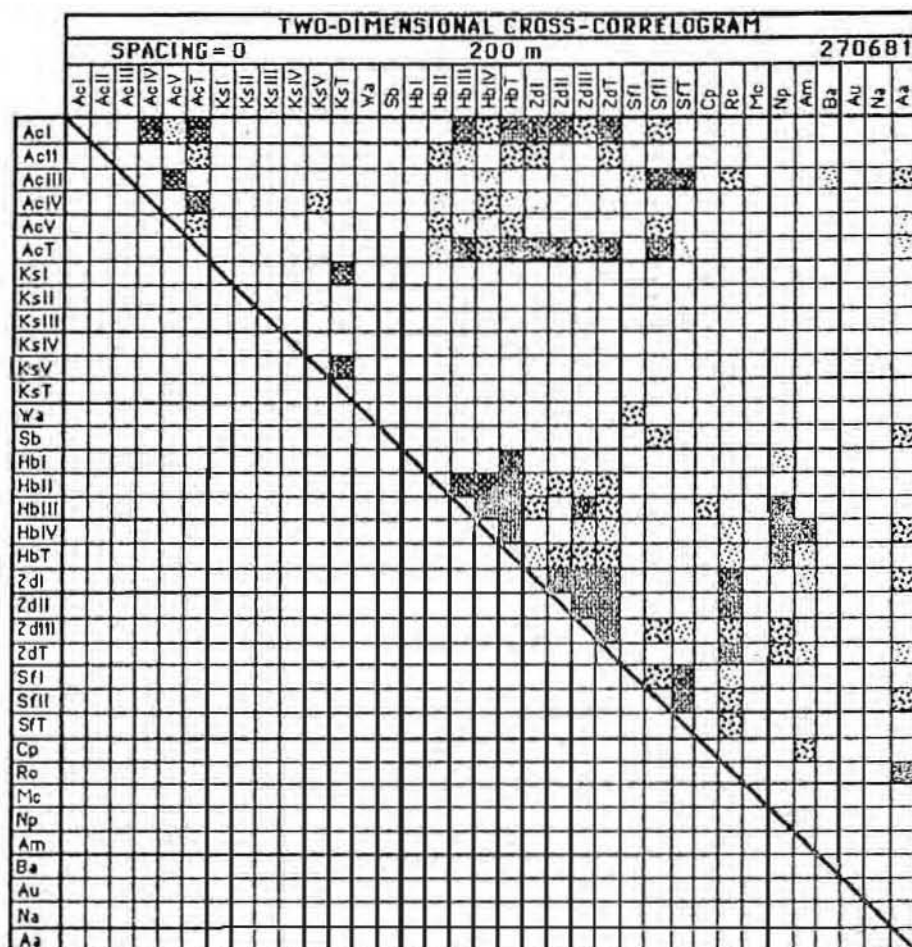 TWO-DIMENSIONAL CROSS-CORRELOGRAM
SPACING=0 200 m 270681
AcI AcII AcIII AcIV AcV AcT KsI KsII KsIII KsIV KsV KsT Wa Sb HbI HbII HbIII HbIV HbT ZdI ZdII ZdIII ZdT SfI SfII SfT Cp Rc Mc Np Am Ba Au Na Aa
AcI
AcII
AcIII
AcIV
AcV
AcT
KsI
KsII
KsIII
KsIV
KsV
KsT
Wa
Sb
HbI
HbII
HbIII
HbIV
HbT
ZdI
ZdII
ZdIII
ZdT
SfI
SfII
SfT
Cp
Rc
Mc
Np
Am
Ba
Au
Na
Aa